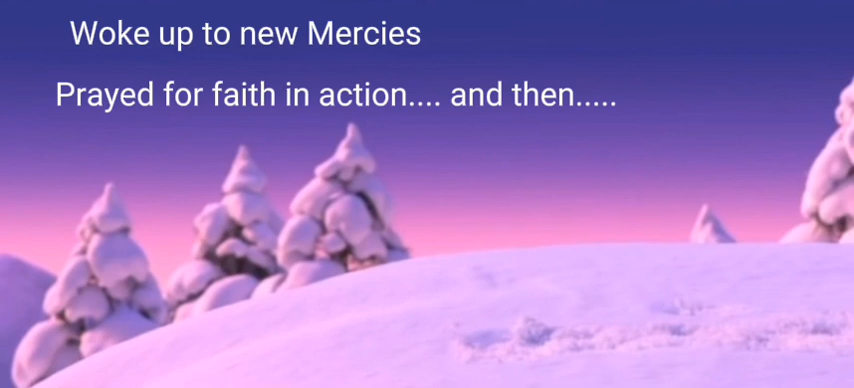 Woke up to new Mercies
Prayed for faith in action.... and then.....